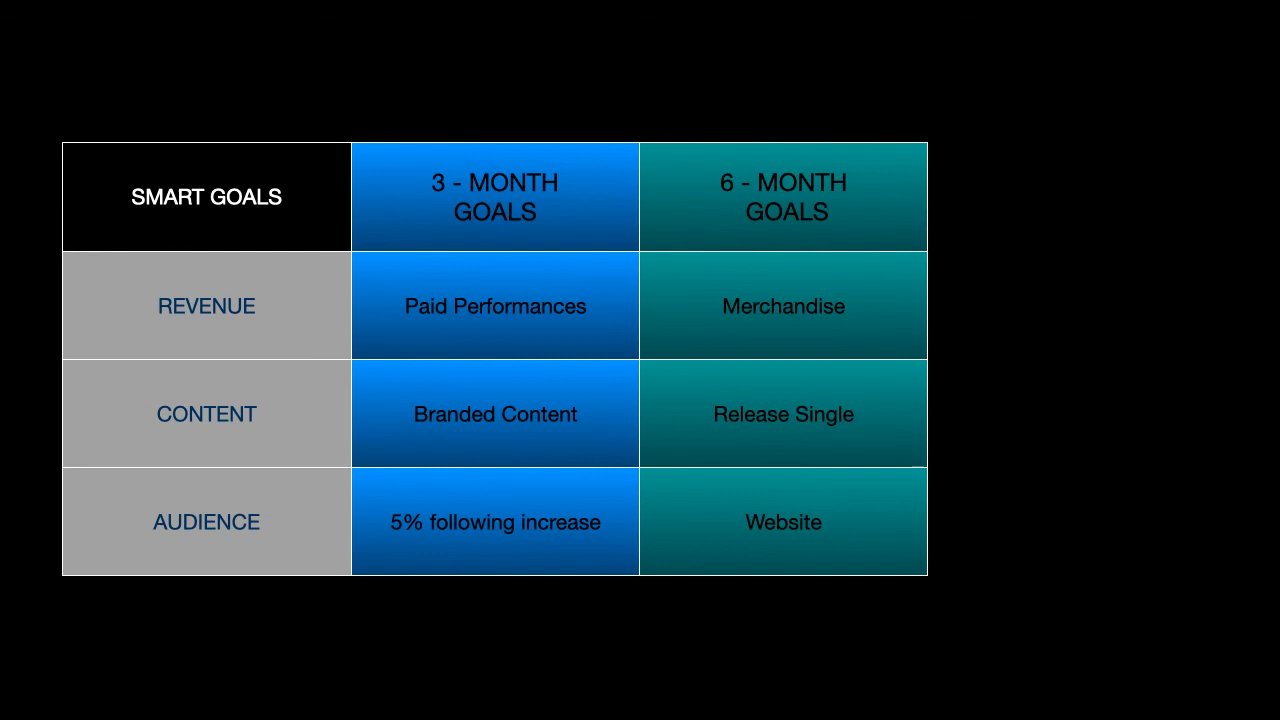 SMART GOALS
3 - MONTH
GOALS
6 - MONTH
GOALS
REVENUE
Paid Performances
Merchandise
CONTENT
Branded Content
Release Single
AUDIENCE
5% following increase
Website